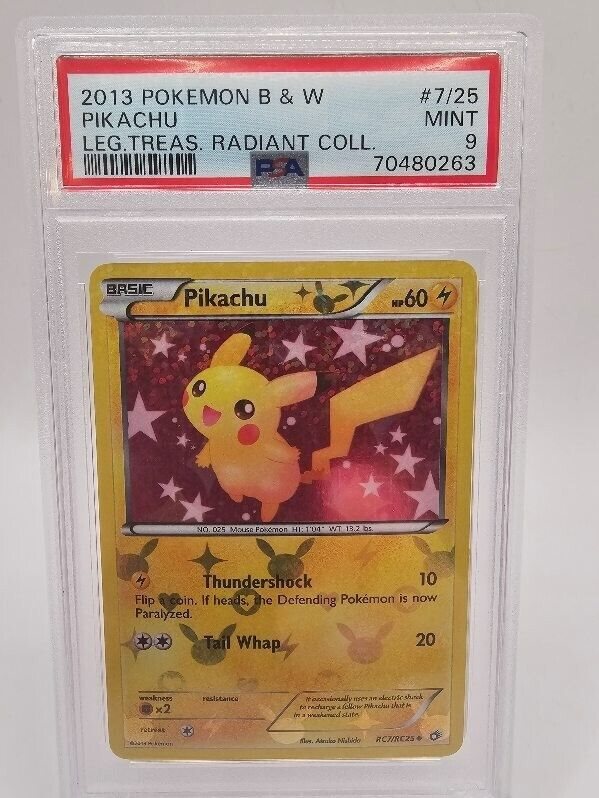 2013 POKEMON B & W #7/25
PIKACHU MINT
LEG.TREAS. RADIANT COLL. 9
PSA 70480263
BASIC Pikachu HP60
NO. 025 Mouse Pokémon HT: 1'04" WT: 13.2 lbs.
Thundershock 10
Flip a coin. If heads, the Defending Pokémon is now
Paralyzed.
Tail Whap 20
weakness resistance
×2
retreat
It occasionally uses an electric shock
to recharge a fellow Pikachu that is
in a weakened state.
©2013 Pokémon Illus. Atsuko Nishida RC7/RC25